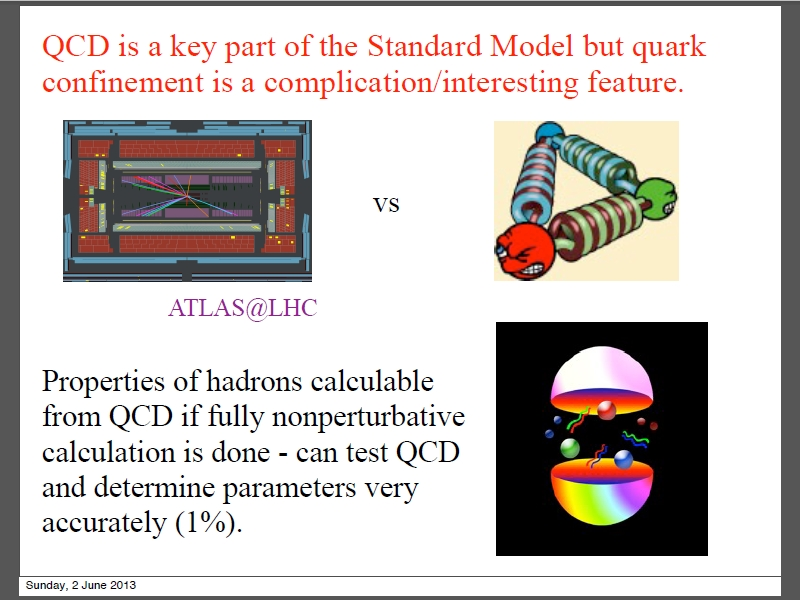 QCD is a key part of the Standard Model but quark
confinement is a complication/interesting feature.
vs
ATLAS@LHC
Properties of hadrons calculable
from QCD if fully nonperturbative
calculation is done - can test QCD
and determine parameters very
accurately (1%).
Sunday, 2 June 2013